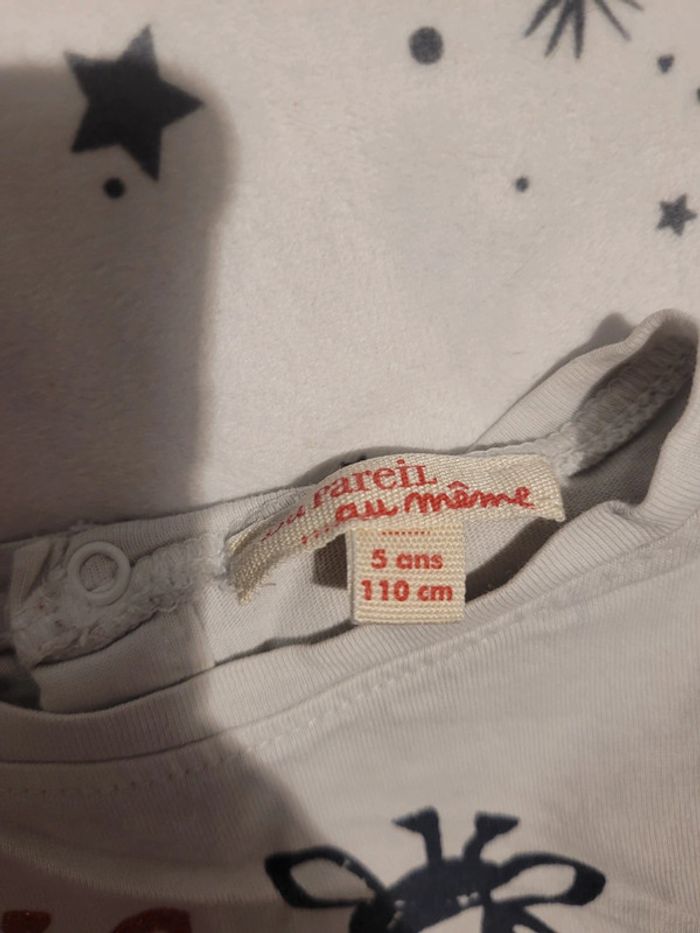 PareiL
...au même
5 ans
110 cm